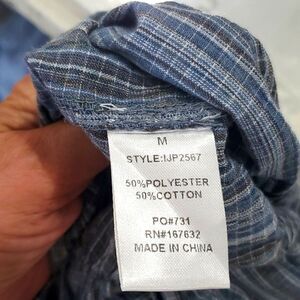 M
STYLE:IJP2567
50%POLYESTER
50%COTTON
PO#731
RN#167632
MADE IN CHINA